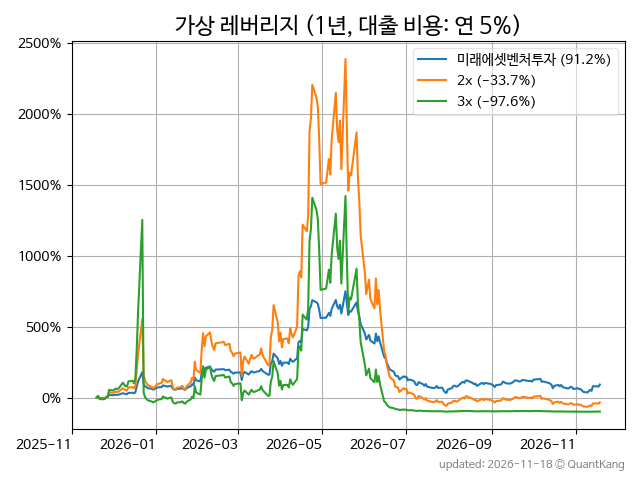 가상 레버리지 (1년, 대출 비용: 연 5%)
2500%
2000%
1500%
1000%
500%
0%
미래에셋벤처투자 (91.2%)
2x (-33.7%)
3x (-97.6%)
2025-11 2026-01 2026-03 2026-05 2026-07 2026-09 2026-11
updated: 2026-11-18 © QuantKang